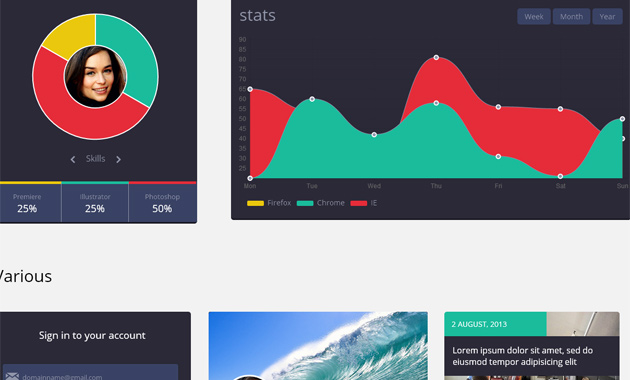 stats
Week Month Year
90
85
80
75
70
65
60
55
50
45
40
35
30
25
Mon Tue Wed Thu Fri Sat Sun
Firefox Chrome IE
Skills
Premiere Illustrator Photoshop
25% 25% 50%
Various
Sign in to your account
domainname@gmail.com
2 AUGUST, 2013
Lorem ipsum dolor sit amet, sed do
eiusmod tempor adipisicing elit